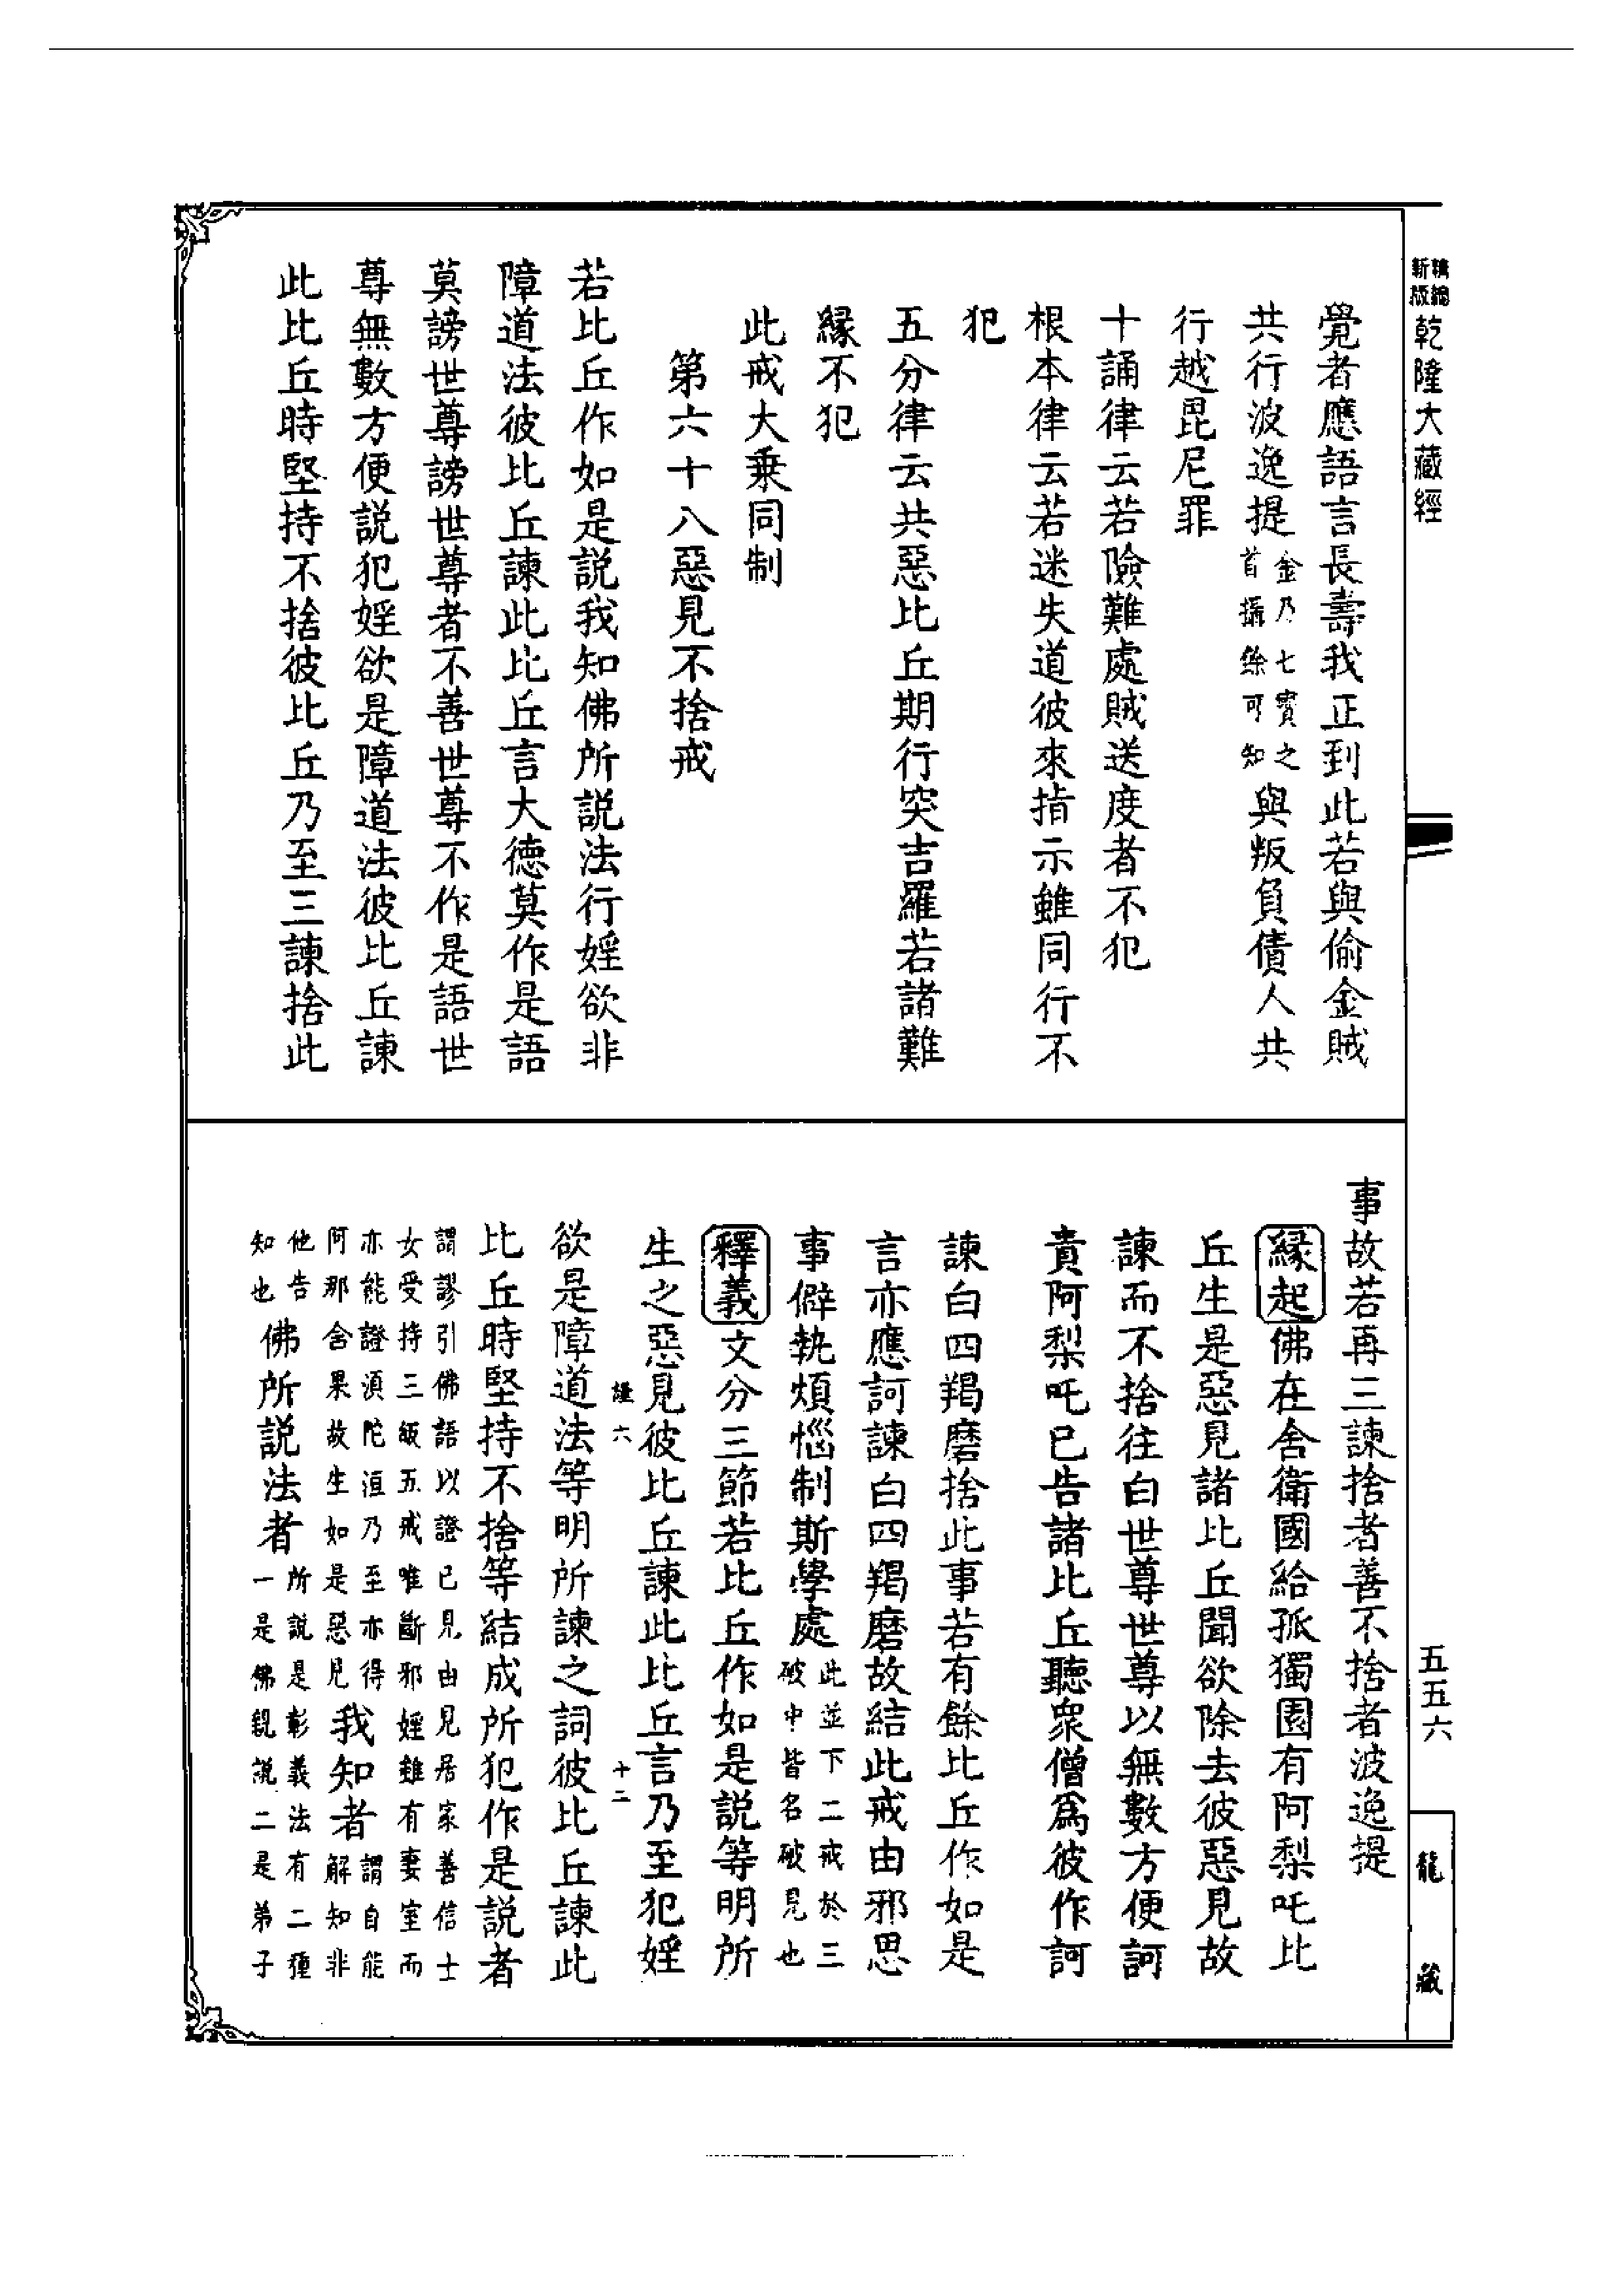 新編縮版
乾隆大藏經
覺者應語言長壽我正到此若與偷金賊
共行波逸提金乃七寶之首攝餘可知與叛負債人共
行越毘尼罪
十誦律云若險難處賊送度者不犯
根本律云若迷失道彼來指示雖同行不
犯
五分律云共惡比丘期行突吉羅若諸難
緣不犯
此戒大乘同制
第六十八惡見不捨戒
若比丘作如是説我知佛所説法行婬欲非
障道法彼比丘諫此比丘言大德莫作是語
莫謗世尊謗世尊者不善世尊不作是語世
尊無數方便説犯婬欲是障道法彼比丘諫
此比丘時堅持不捨彼比丘乃至三諫捨此
事故若再三諫捨者善不捨者波逸提
緣起佛在舍衛國給孤獨園有阿梨吒比
丘生是惡見諸比丘聞欲除去彼惡見故
諫而不捨往白世尊世尊以無數方便訶
責阿梨吒已告諸比丘聽衆僧爲彼作訶
諫白四羯磨捨此事若有餘比丘作如是
言亦應訶諫白四羯磨故結此戒由邪思
事僻執煩惱制斯學處此並下二戒於三破中皆名破見也
釋義文分三節若比丘作如是説等明所
生之惡見彼比丘諫此比丘言乃至犯婬
謹六 十二
欲是障道法等明所諫之詞彼比丘諫此
比丘時堅持不捨等結成所犯作是説者
謂謬引佛語以證已見由見居家善信士
女受持三皈五戒唯斷邪婬雖有妻室而
亦能證須陀洹乃至亦得
阿那含果故生如是惡見我知者謂自能
解知非
他告
知也佛所説法者所説是彰義法有二種
一是佛親説二是弟子
五五六
龍藏